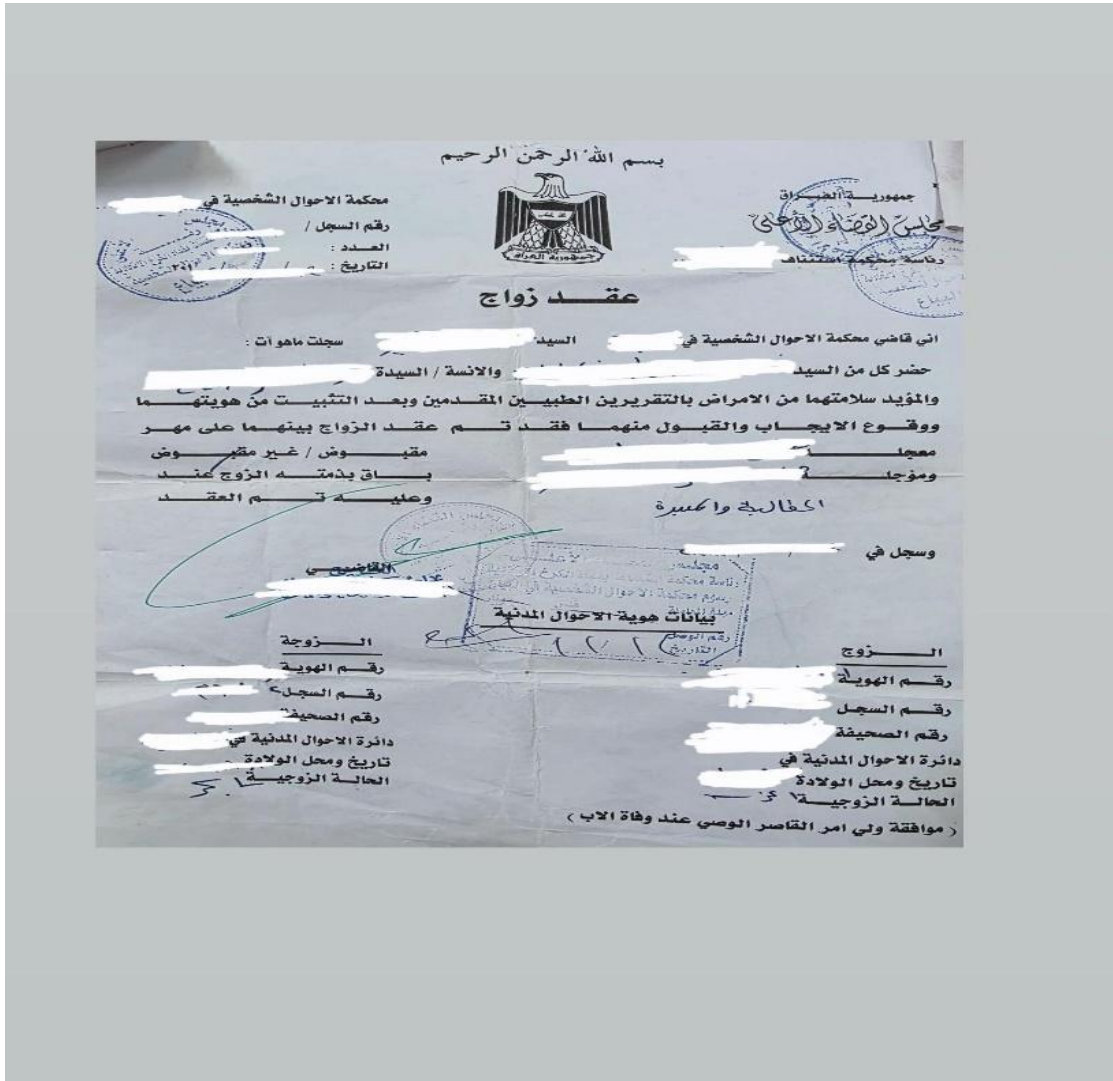 بسم الله الرحمن الرحيم
جمهورية العراق
مجلس القضاء الأعلى
رئاسة محكمة استئناف
محكمة الاحوال الشخصية في
رقم السجل /
العدد :
التاريخ :
جمهورية العراق
عقد زواج
اني قاضي محكمة الاحوال الشخصية في السيد سجلت ماهو آت :
حضر كل من السيد والانسة / السيدة
والمؤيد سلامتهما من الامراض بالتقريرين الطبيين المقدمين وبعد التثبيت من هويتهما
ووقوع الايجاب والقبول منهما فقد تم عقد الزواج بينهما على مهر
معجلة مقبوض / غير مقبوض
ومؤجلة باق بذمته الزوج عند
المطالبة والميسرة وعليه تم العقد
وسجل في
القاضي
بيانات هوية الاحوال المدنية
رقم الوصل
التاريخ
الزوج
رقم الهوية
رقم السجل
رقم الصحيفة
دائرة الاحوال المدنية في
تاريخ ومحل الولادة
الحالة الزوجية
الزوجة
رقم الهوية
رقم السجل
رقم الصحيفة
دائرة الاحوال المدنية في
تاريخ ومحل الولادة
الحالة الزوجية باكر
( موافقة ولي امر القاصر الوصي عند وفاة الاب )